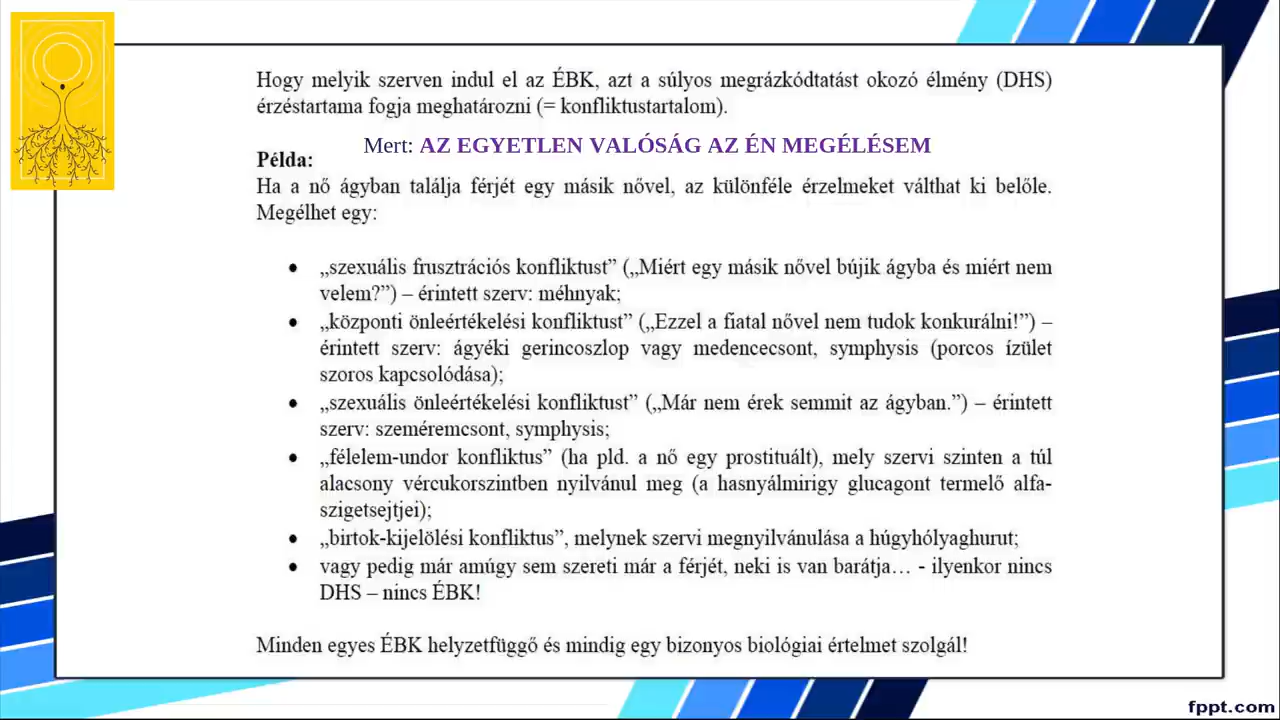 Hogy melyik szerven indul el az ÉBK, azt a súlyos megrázkódtatást okozó élmény (DHS)
érzéstartama fogja meghatározni (= konfliktustartalom).
Mert: AZ EGYETLEN VALÓSÁG AZ ÉN MEGÉLÉSEM
Példa:
Ha a nő ágyban találja férjét egy másik nővel, az különféle érzelmeket válthat ki belőle.
Megélhet egy:
• „szexuális frusztrációs konfliktust” („Miért egy másik nővel bújik ágyba és miért nem
velem?”) – érintett szerv: méhnyak;
• „központi önleértékelési konfliktust” („Ezzel a fiatal nővel nem tudok konkurálni!”) –
érintett szerv: ágyéki gerincoszlop vagy medencecsont, symphysis (porcos ízület
szoros kapcsolódása);
• „szexuális önleértékelési konfliktust” („Már nem érek semmit az ágyban.”) – érintett
szerv: szeméremcsont, symphysis;
• „félelem-undor konfliktus” (ha pld. a nő egy prostituált), mely szervi szinten a túl
alacsony vércukorszintben nyilvánul meg (a hasnyálmirigy glucagont termelő alfa-
szigetsejtjei);
• „birtok-kijelölési konfliktus”, melynek szervi megnyilvánulása a húgyhólyaghurut;
• vagy pedig már amúgy sem szereti már a férjét, neki is van barátja… - ilyenkor nincs
DHS – nincs ÉBK!
Minden egyes ÉBK helyzetfüggő és mindig egy bizonyos biológiai értelmet szolgál!
fppt.com